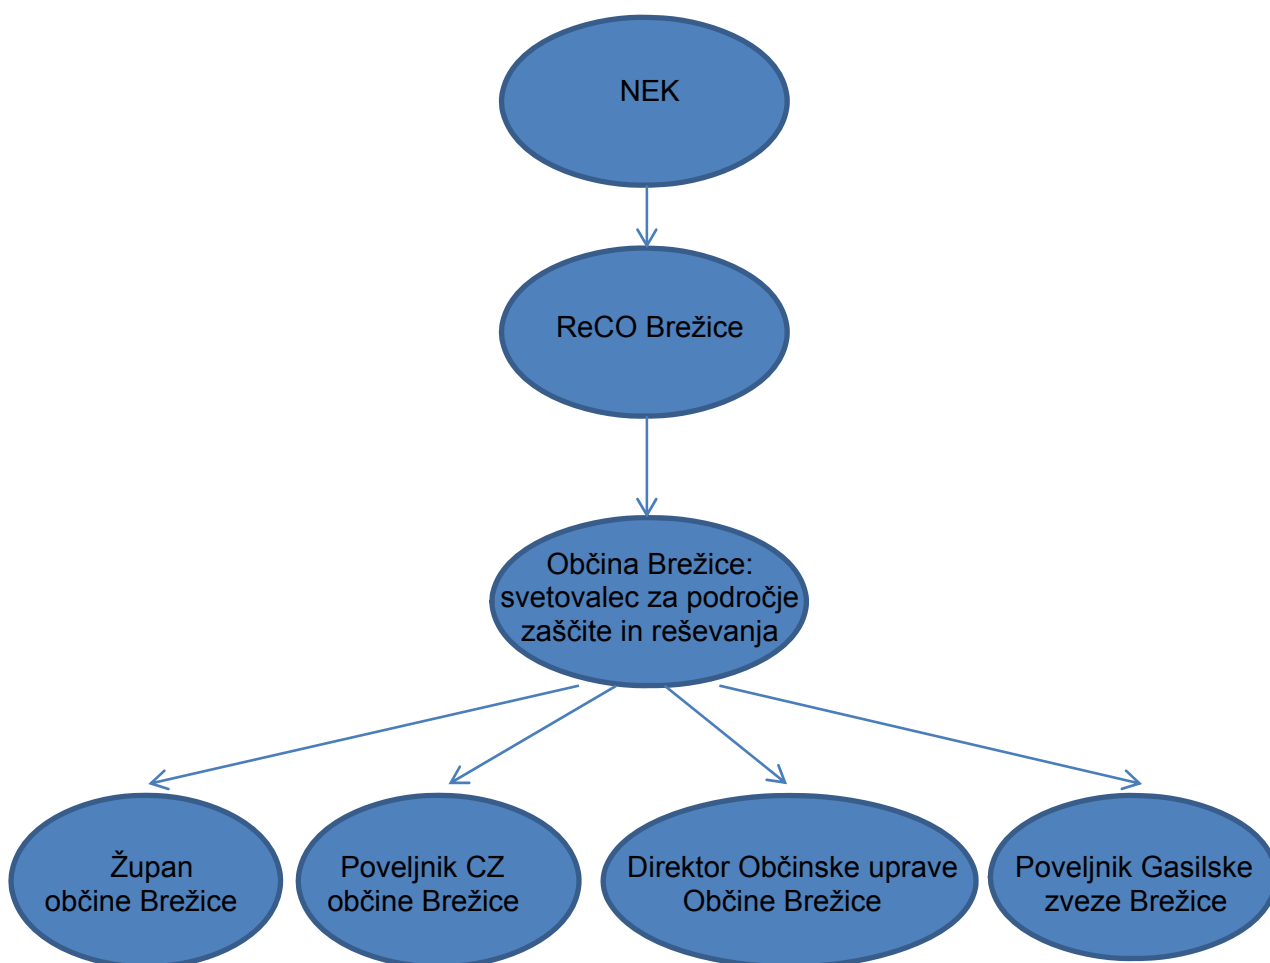 NEK
ReCO Brežice
Občina Brežice:
svetovalec za področje
zaščite in reševanja
Župan
občine Brežice
Poveljnik CZ
občine Brežice
Direktor Občinske uprave
Občine Brežice
Poveljnik Gasilske
zveze Brežice